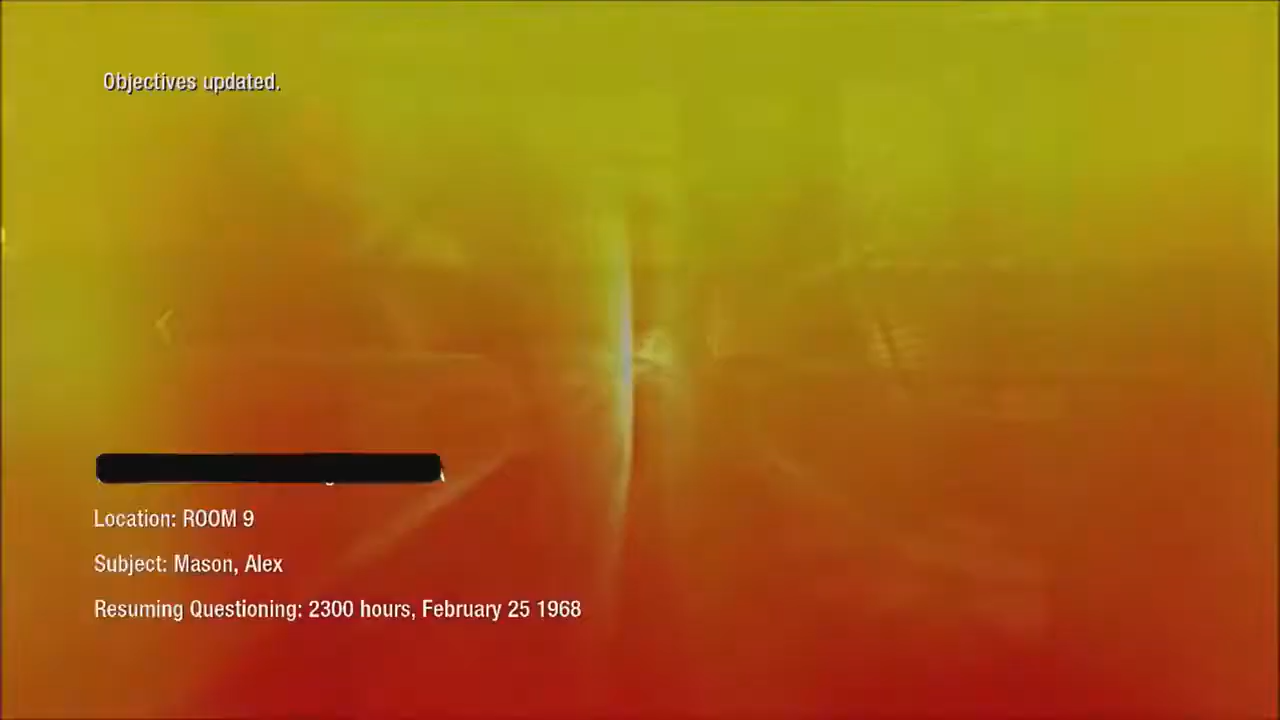 Objectives updated.
Location: ROOM 9
Subject: Mason, Alex
Resuming Questioning: 2300 hours, February 25 1968